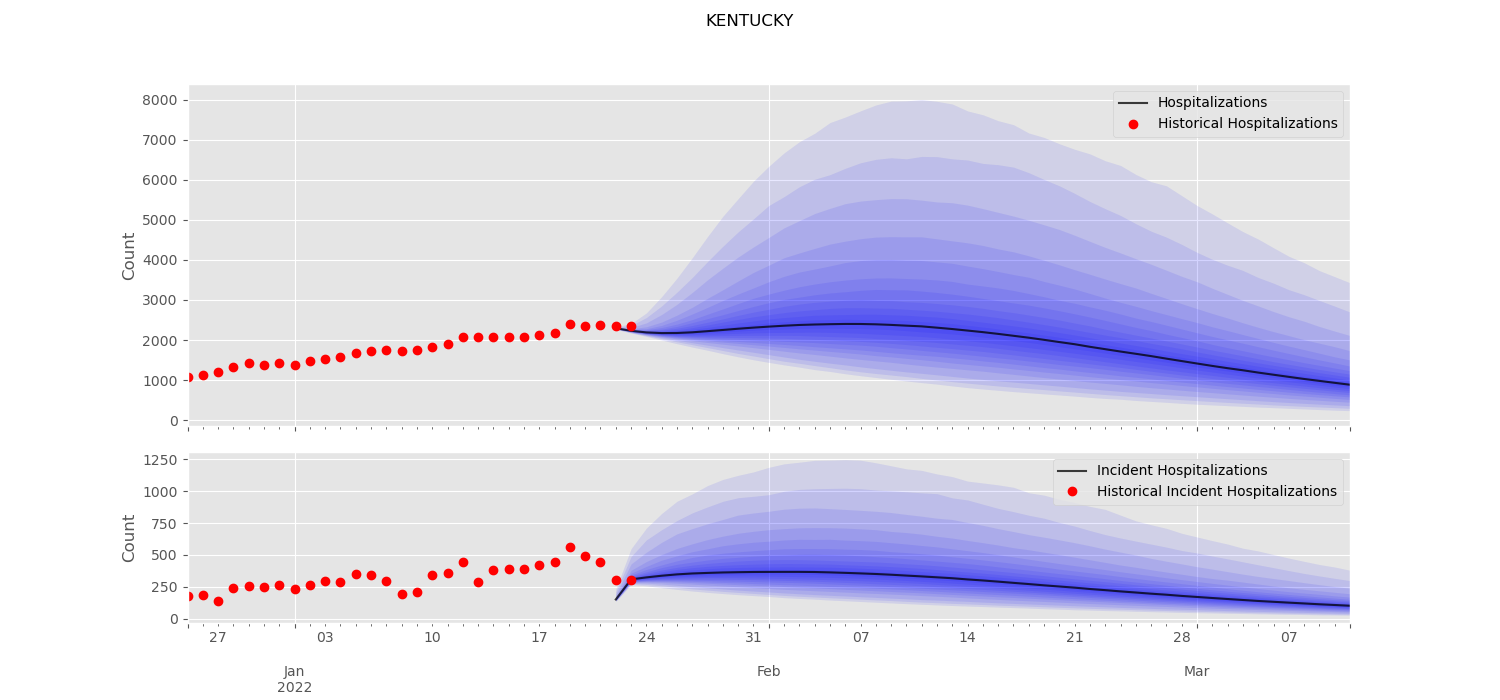 KENTUCKY
8000
7000
6000
5000
4000
3000
2000
1000
0
Count
Hospitalizations
Historical Hospitalizations
1250
1000
750
500
250
0
Count
Incident Hospitalizations
Historical Incident Hospitalizations
27 03 10 17 24 31 07 14 21 28 07
Jan Feb Mar
2022